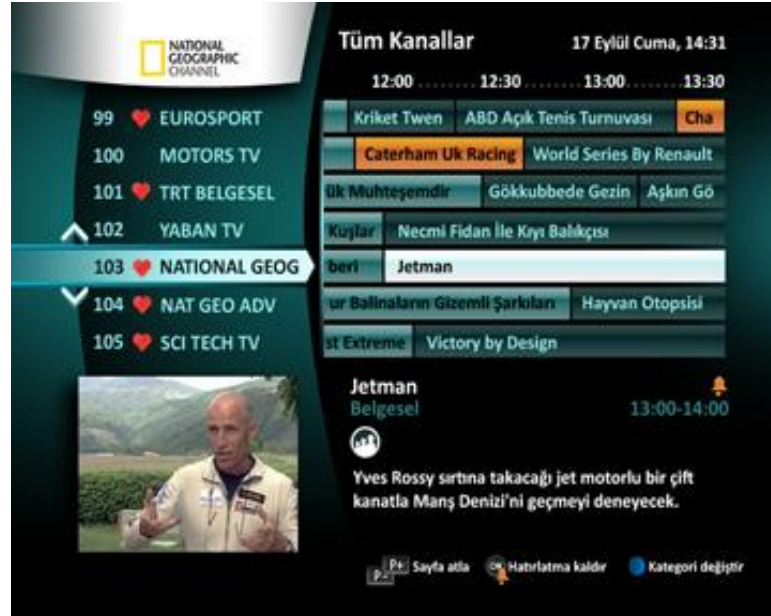 NATIONAL
GEOGRAPHIC
CHANNEL
Tüm Kanallar
17 Eylül Cuma, 14:31
12:00 ........ 12:30 ........ 13:00 ........ 13:30
99 EUROSPORT
Kriket Twen ABD Açık Tenis Turnuvası Cha
100 MOTORS TV
Caterham Uk Racing World Series By Renault
101 TRT BELGESEL
ük Muhteşemdir Gökkubbede Gezin Aşkın Gö
102 YABAN TV
Kuşlar Necmi Fidan İle Kıyı Balıkçısı
103 NATIONAL GEOG
beri Jetman
104 NAT GEO ADV
ur Balinaların Gizemli Şarkıları Hayvan Otopsisi
105 SCI TECH TV
st Extreme Victory by Design
Jetman
Belgesel 13:00-14:00
Yves Rossy sırtına takacağı jet motorlu bir çift
kanatla Manş Denizi'ni geçmeyi deneyecek.
P+ P- Sayfa atla OK Hatırlatma kaldır Kategori değiştir